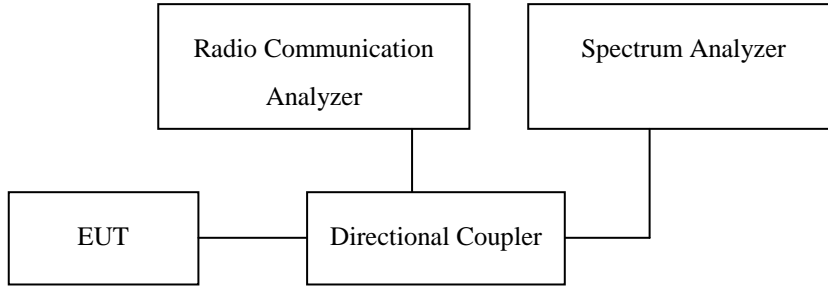 Radio Communication
Analyzer
Spectrum Analyzer
EUT
Directional Coupler